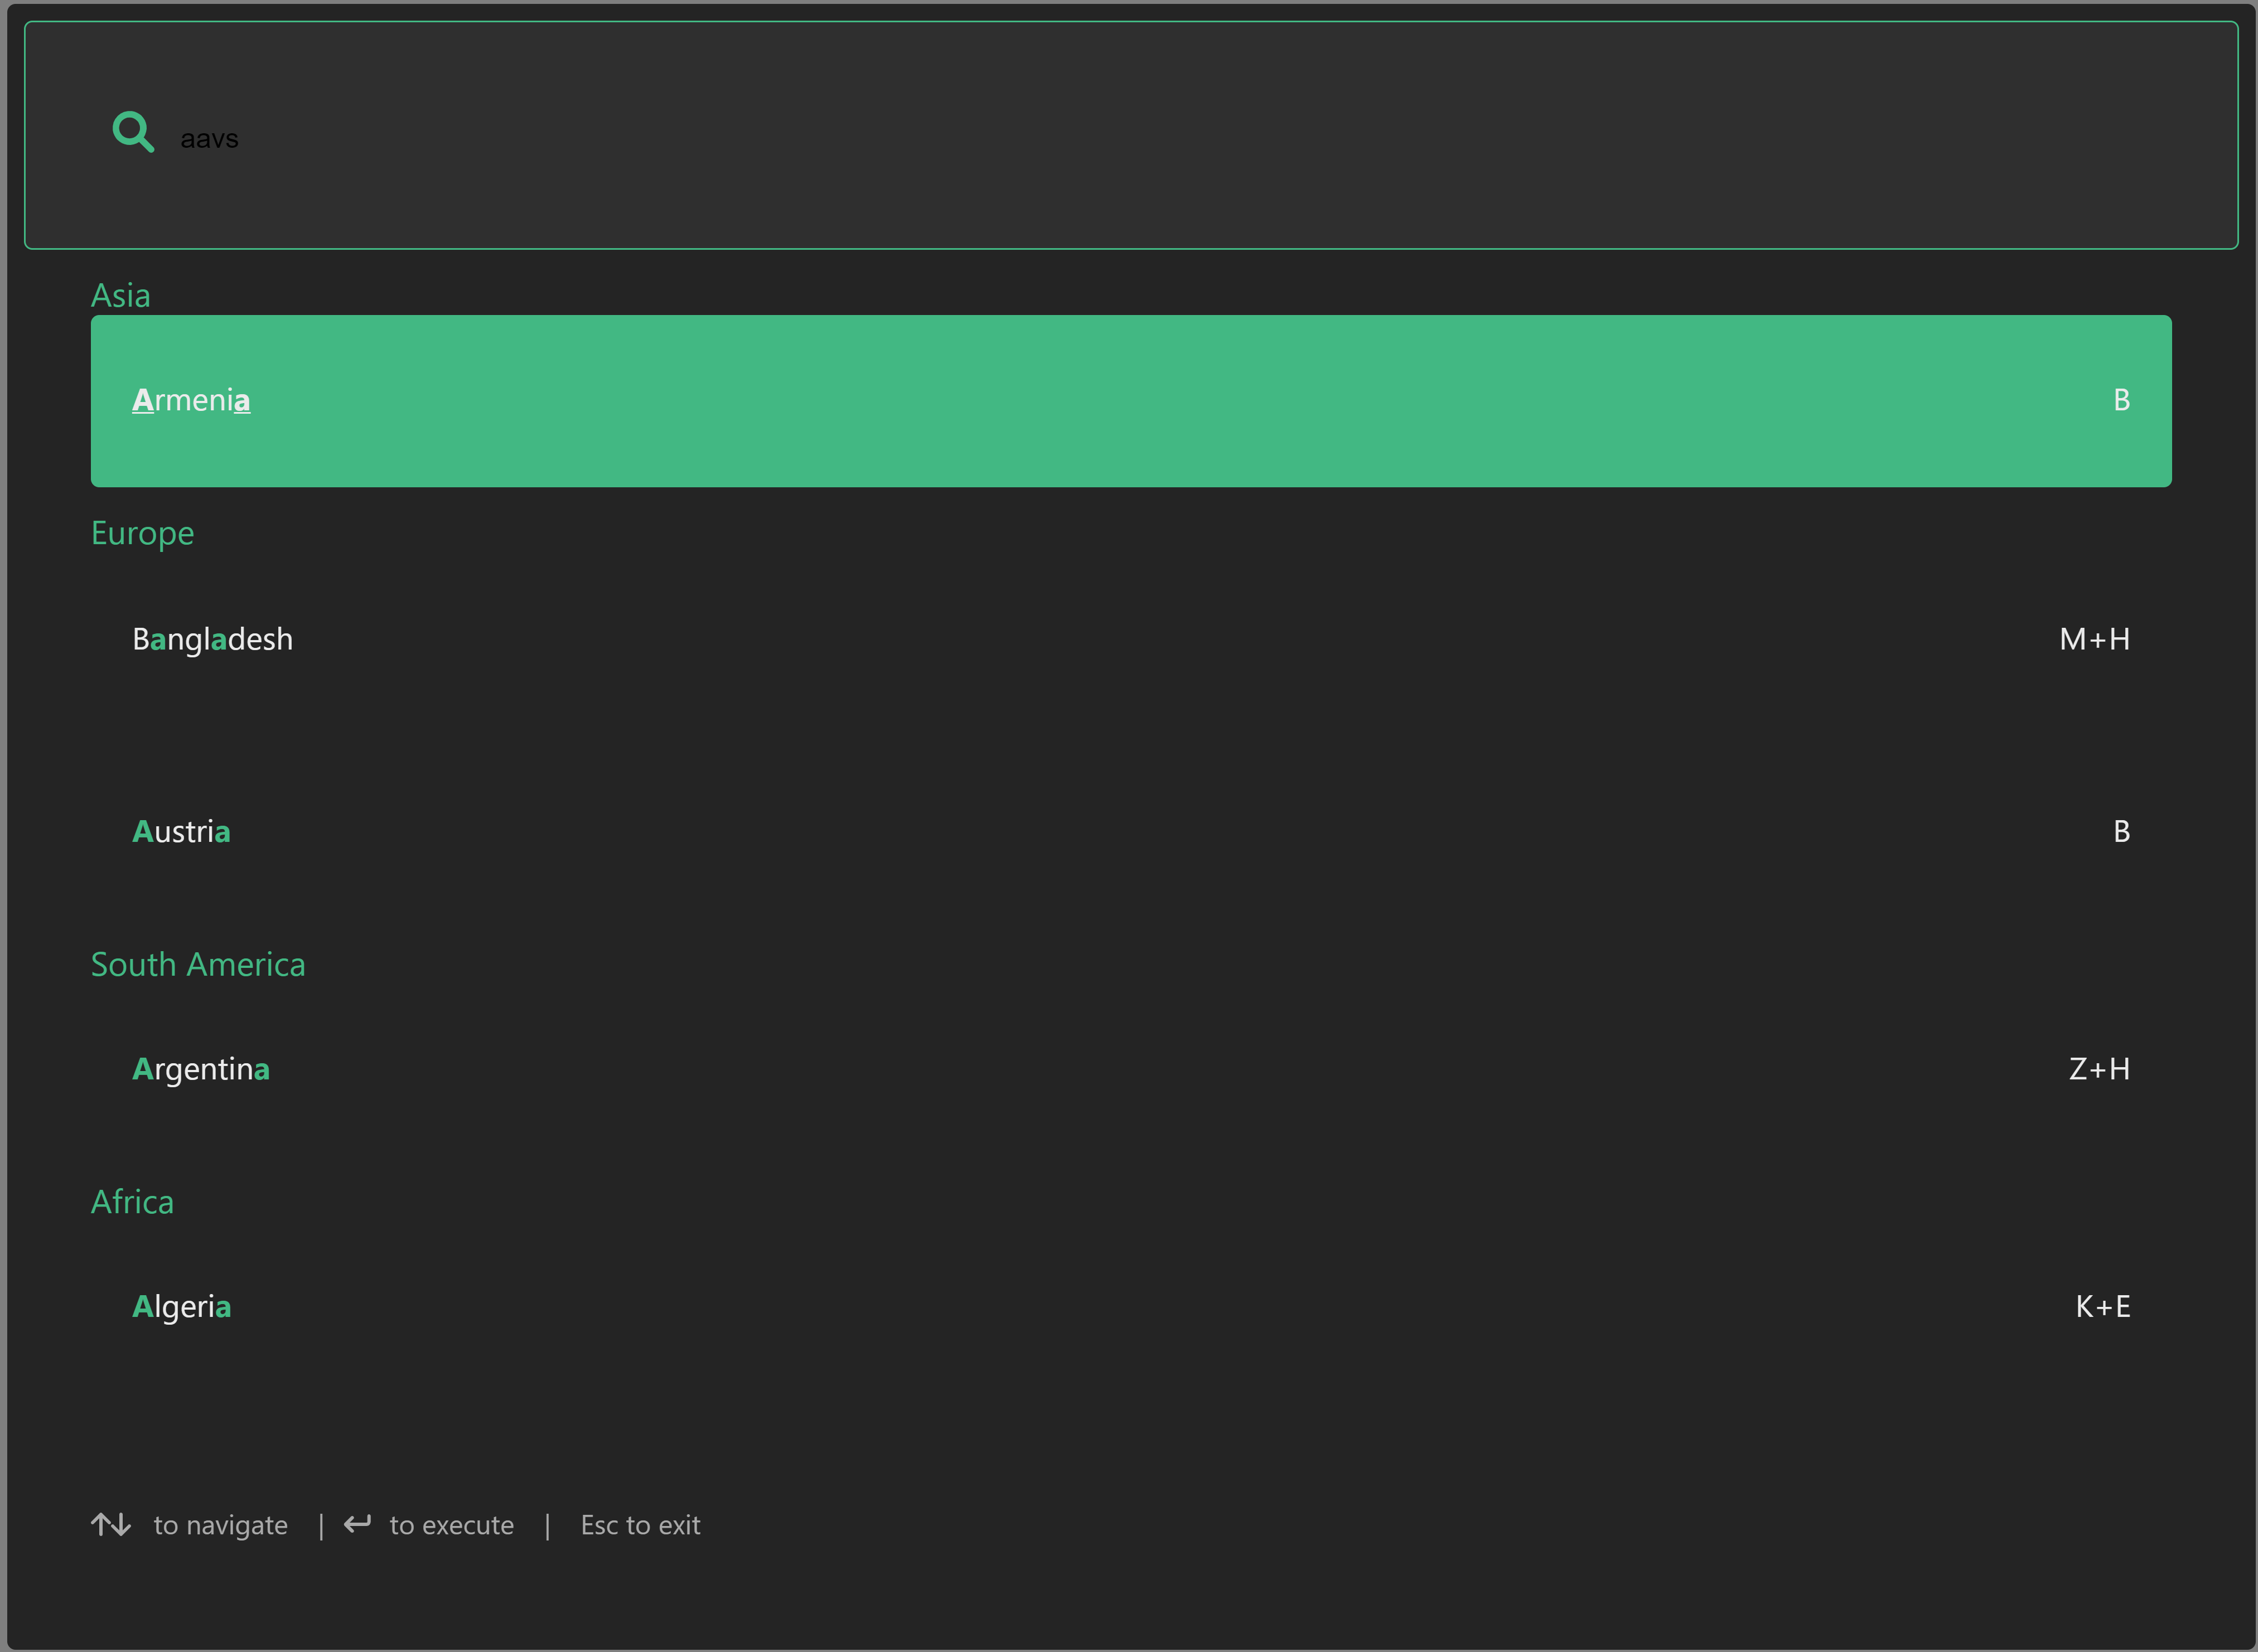 aavs
Asia
Armenia B
Europe
Bangladesh M+H
Austria B
South America
Argentina Z+H
Africa
Algeria K+E
↑↓ to navigate | ↵ to execute | Esc to exit